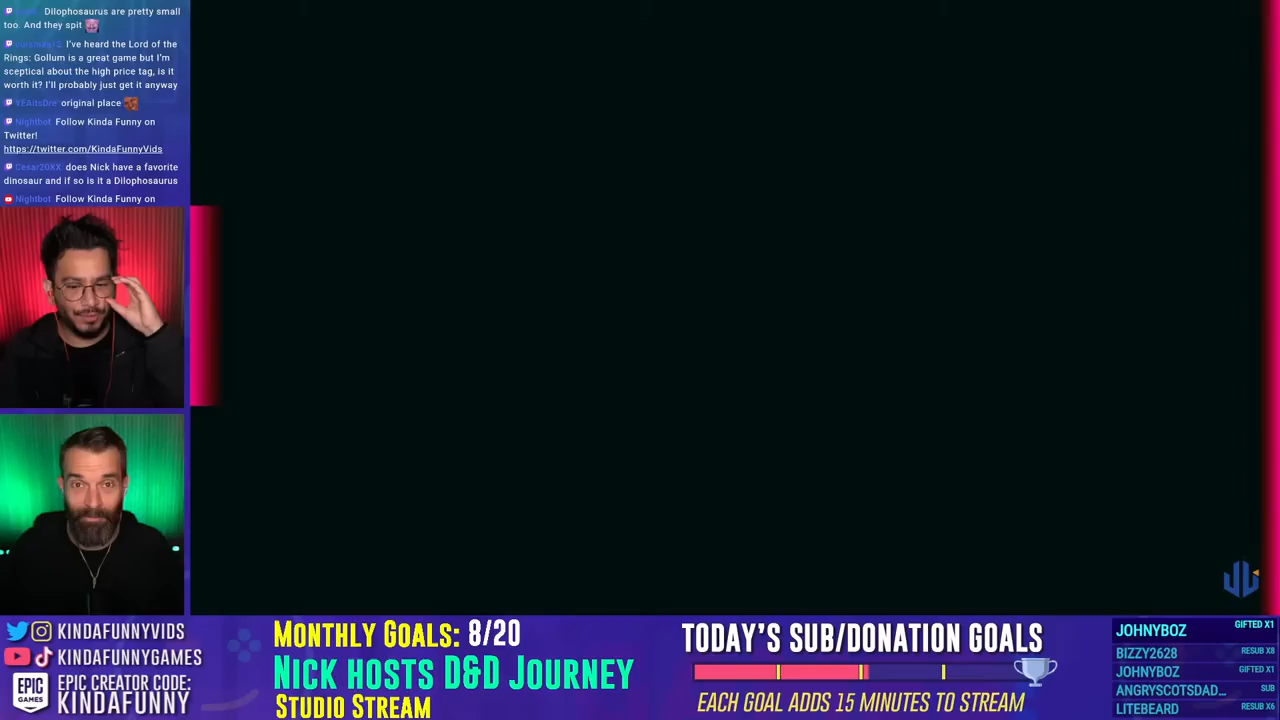 Dilophosaurus are pretty small
too. And they spit
I've heard the Lord of the
Rings: Gollum is a great game but I'm
sceptical about the high price tag, is it
worth it? I'll probably just get it anyway
YEAitsDre original place
Nightbot Follow Kinda Funny on
Twitter!
https://twitter.com/KindaFunnyVids
Cesar20XX does Nick have a favorite
dinosaur and if so is it a Dilophosaurus
Nightbot Follow Kinda Funny on
KINDAFUNNYVIDS
KINDAFUNNYGAMES
EPIC GAMES
EPIC CREATOR CODE:
KINDAFUNNY
MONTHLY GOALS: 8/20
NICK HOSTS D&D JOURNEY
STUDIO STREAM
TODAY'S SUB/DONATION GOALS
EACH GOAL ADDS 15 MINUTES TO STREAM
JOHNYBOZ GIFTED X1
BIZZY2628 RESUB X8
JOHNYBOZ GIFTED X1
ANGRYSCOTSDAD... SUB
LITEBEARD RESUB X6